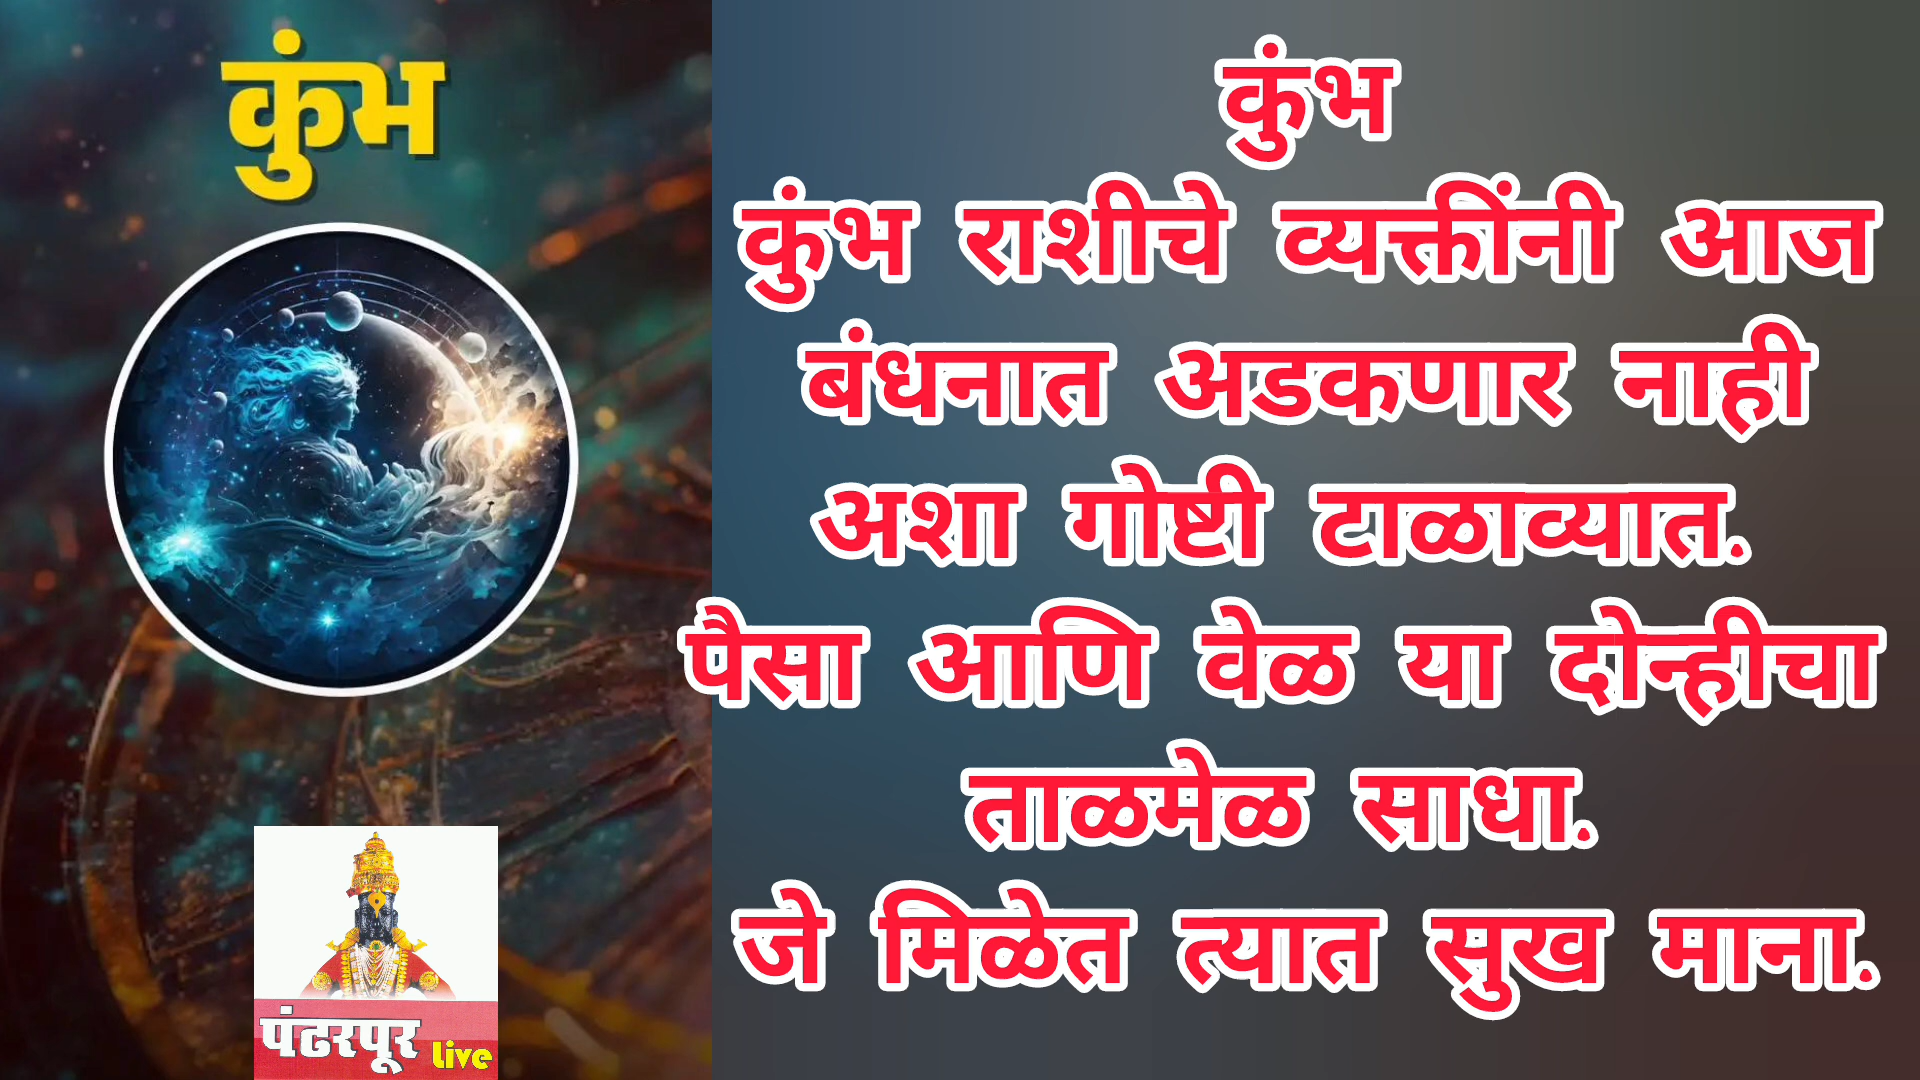 कुंभ
कुंभ
कुंभ राशीचे व्यक्तींनी आज
बंधनात अडकणार नाही
अशा गोष्टी टाळाव्यात.
पैसा आणि वेळ या दोन्हीचा
ताळमेळ साधा.
जे मिळेत त्यात सुख माना.
पंढरपूर Live